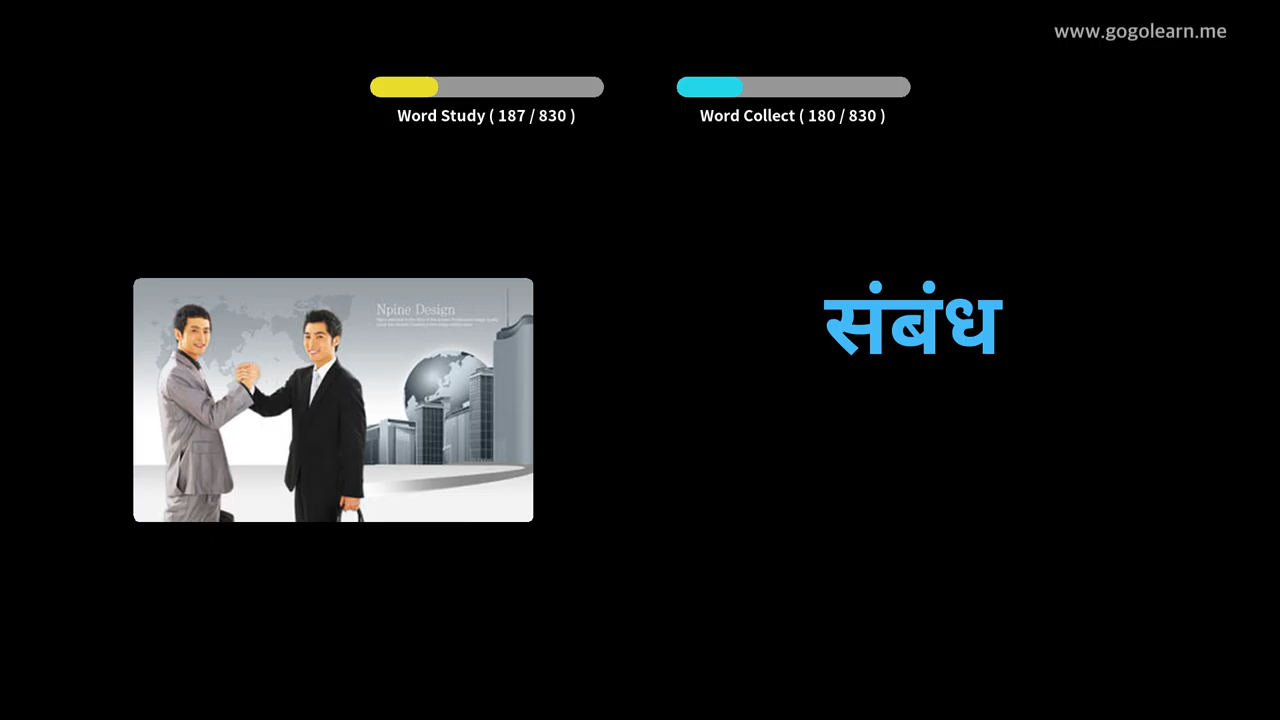 www.gogolearn.me
Word Study ( 187 / 830 )
Word Collect ( 180 / 830 )
Npine Design
संबंध